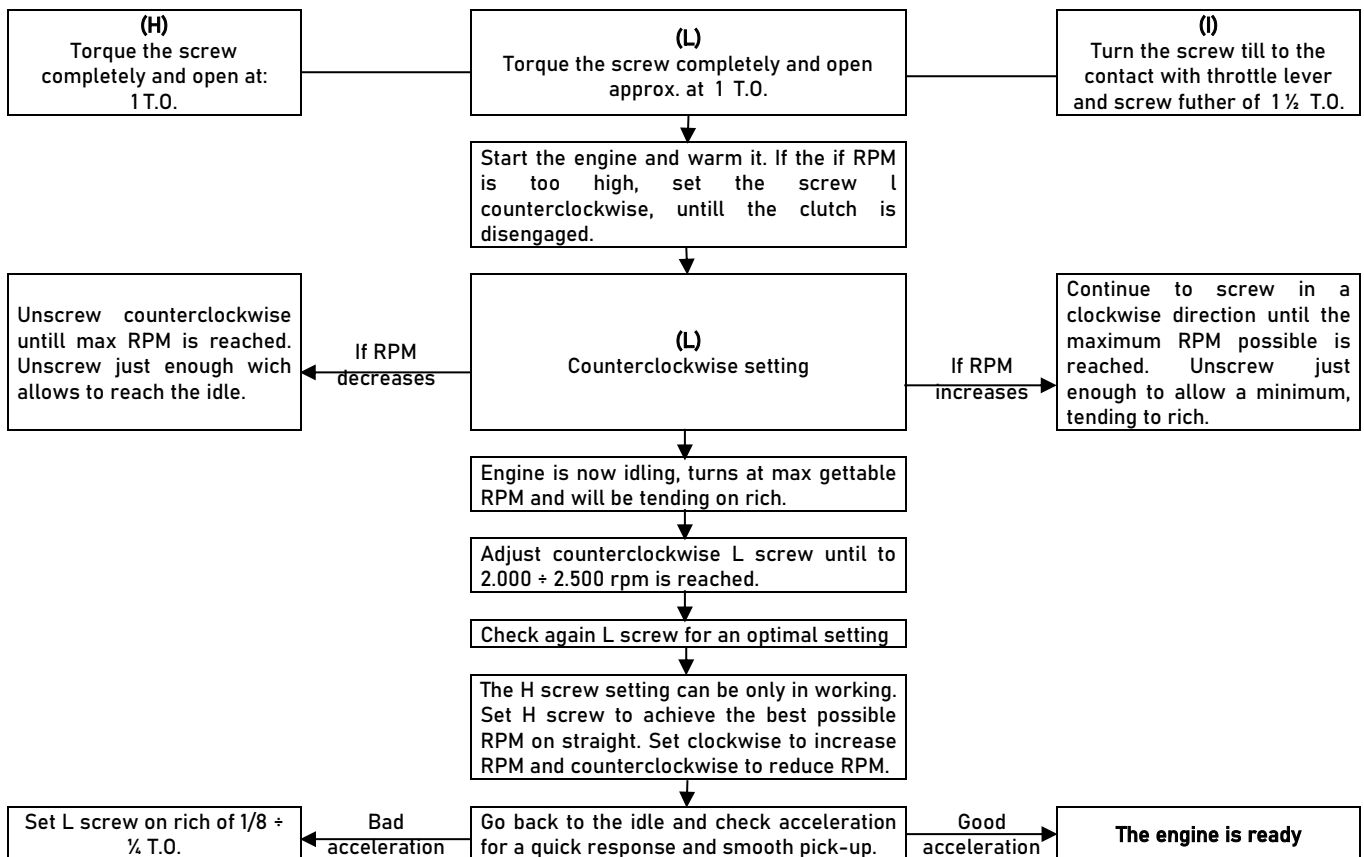 (H)
Torque the screw
completely and open at:
1 T.O.
(L)
Torque the screw completely and open
approx. at 1 T.O.
(I)
Turn the screw till to the
contact with throttle lever
and screw futher of 1 ½ T.O.
Start the engine and warm it. If the if RPM
is too high, set the screw l
counterclockwise, untill the clutch is
disengaged.
Unscrew counterclockwise
untill max RPM is reached.
Unscrew just enough wich
allows to reach the idle.
If RPM
decreases
(L)
Counterclockwise setting
If RPM
increases
Continue to screw in a
clockwise direction until the
maximum RPM possible is
reached. Unscrew just
enough to allow a minimum,
tending to rich.
Engine is now idling, turns at max gettable
RPM and will be tending on rich.
Adjust counterclockwise L screw until to
2.000 ÷ 2.500 rpm is reached.
Check again L screw for an optimal setting
The H screw setting can be only in working.
Set H screw to achieve the best possible
RPM on straight. Set clockwise to increase
RPM and counterclockwise to reduce RPM.
Set L screw on rich of 1/8 ÷
¼ T.O.
Bad
acceleration
Go back to the idle and check acceleration
for a quick response and smooth pick-up.
Good
acceleration
The engine is ready